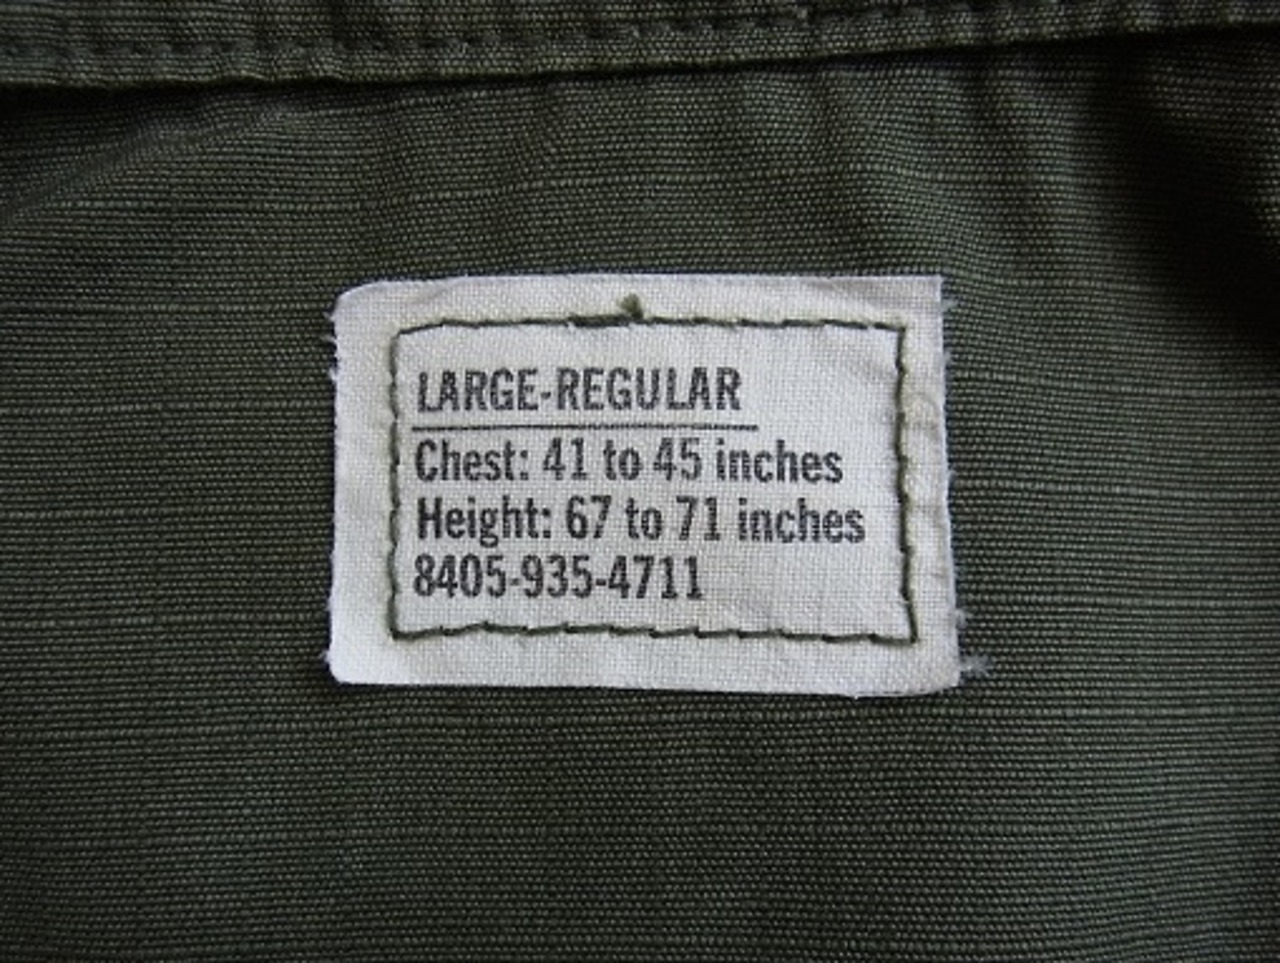 LARGE-REGULAR
Chest: 41 to 45 inches
Height: 67 to 71 inches
8405-935-4711